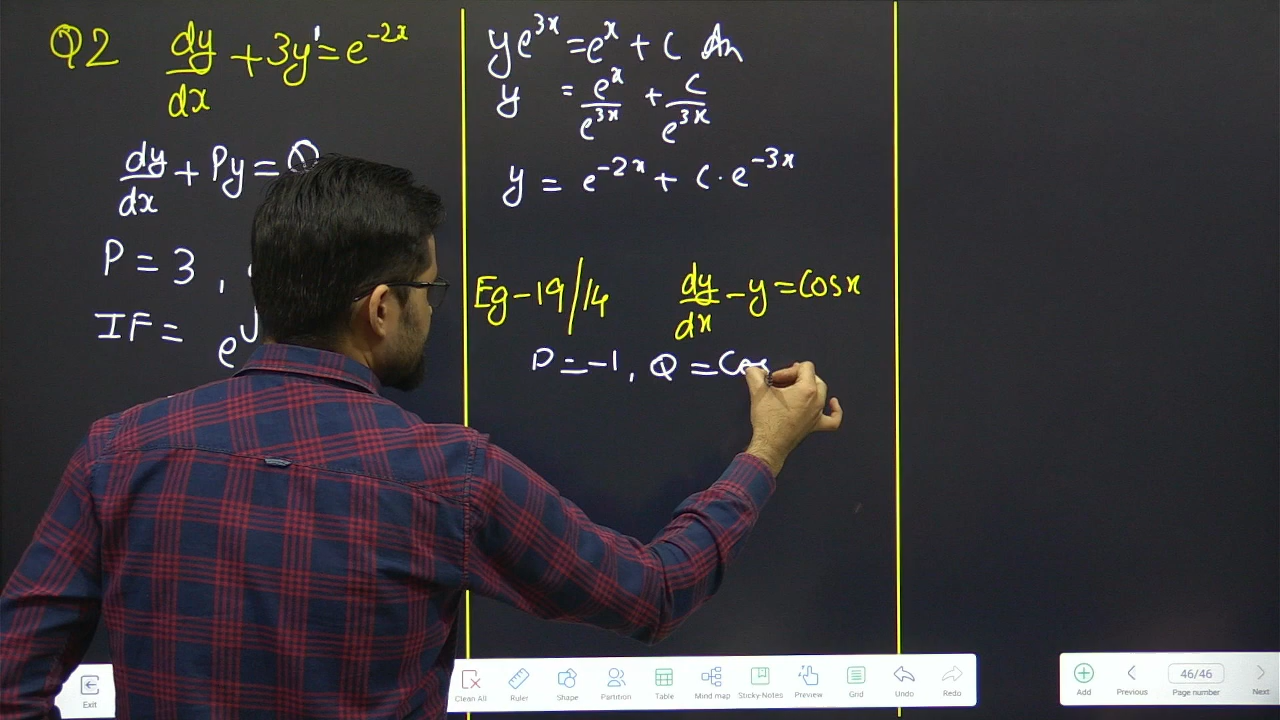 Q2 dy/dx + 3y' = e^-2x
dy/dx + Py = Q
P = 3 ,
IF = e^∫
ye^3x = e^x + C An
y = e^x/e^3x + C/e^3x
y = e^-2x + C·e^-3x
Eg-19/14 dy/dx - y = Cosx
P = -1, Q = Cos
Exit
Clean All
Ruler
Shape
Partition
Table
Mind map
Sticky-Notes
Preview
Grid
Undo
Redo
Add
Previous
46/46
Page number
Next